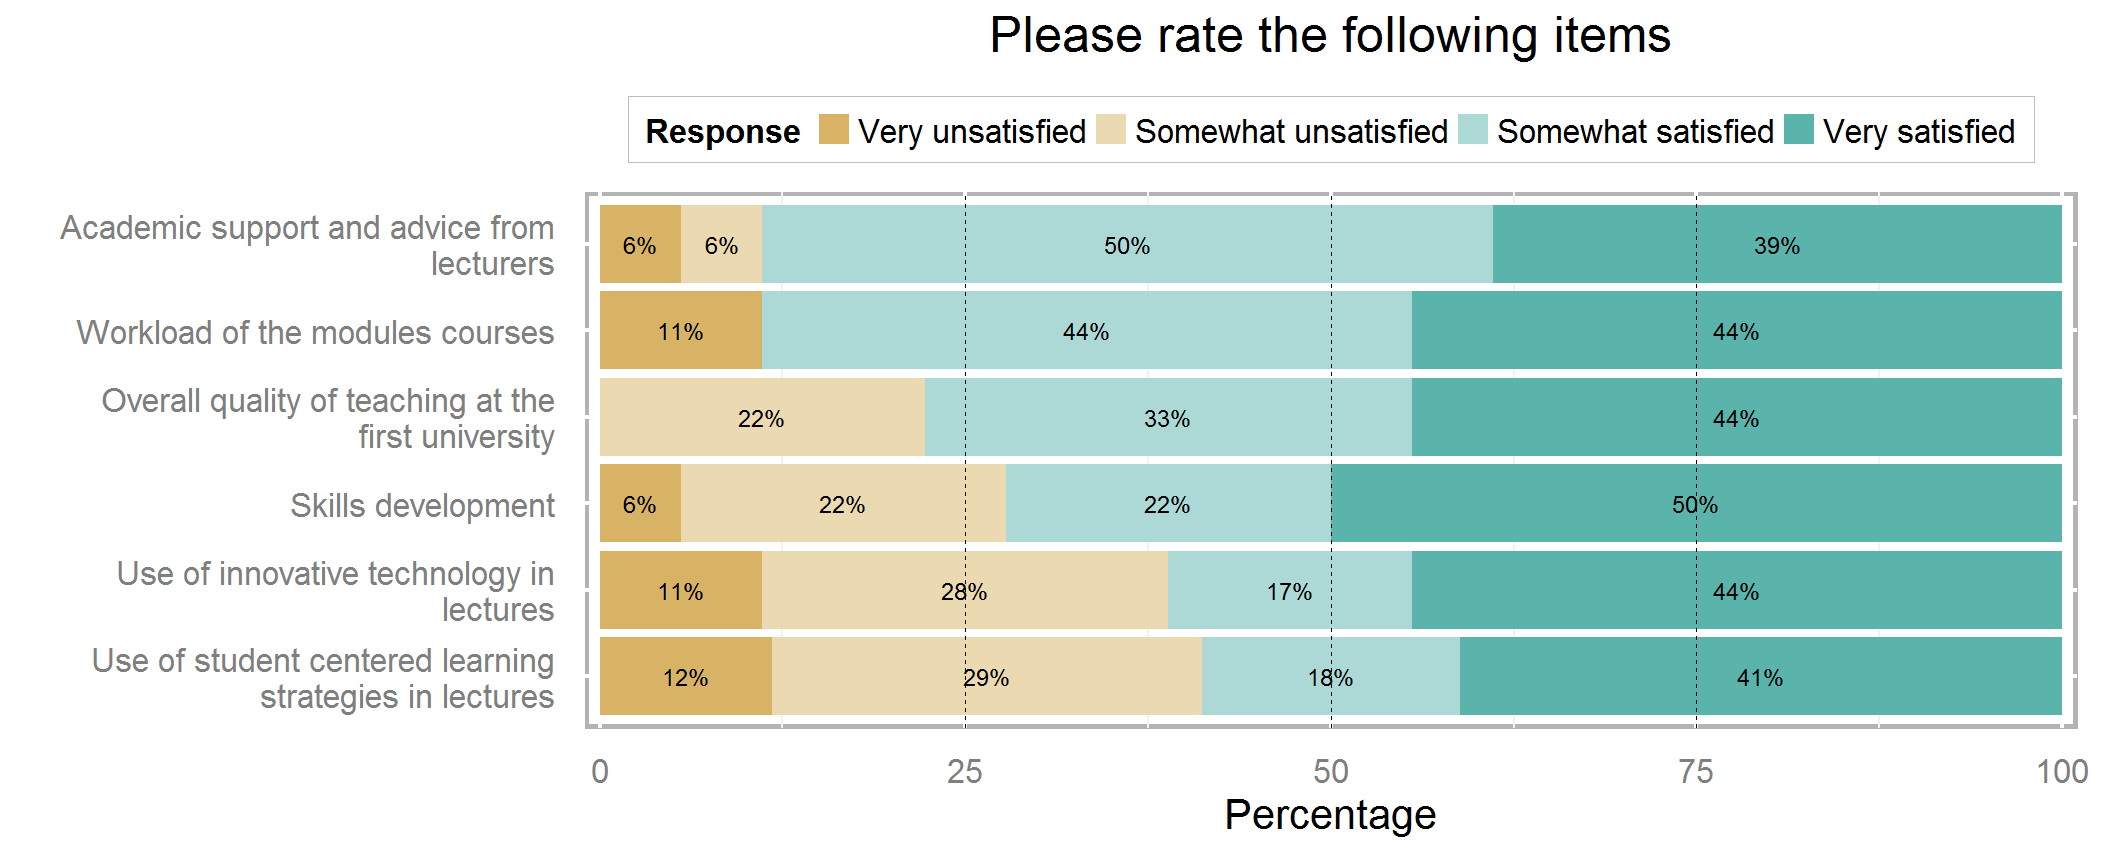 Please rate the following items
Response Very unsatisfied Somewhat unsatisfied Somewhat satisfied Very satisfied
Academic support and advice from
lecturers
6% 6% 50% 39%
Workload of the modules courses
11% 44% 44%
Overall quality of teaching at the
first university
22% 33% 44%
Skills development
6% 22% 22% 50%
Use of innovative technology in
lectures
11% 28% 17% 44%
Use of student centered learning
strategies in lectures
12% 29% 18% 41%
0 25 50 75 100
Percentage